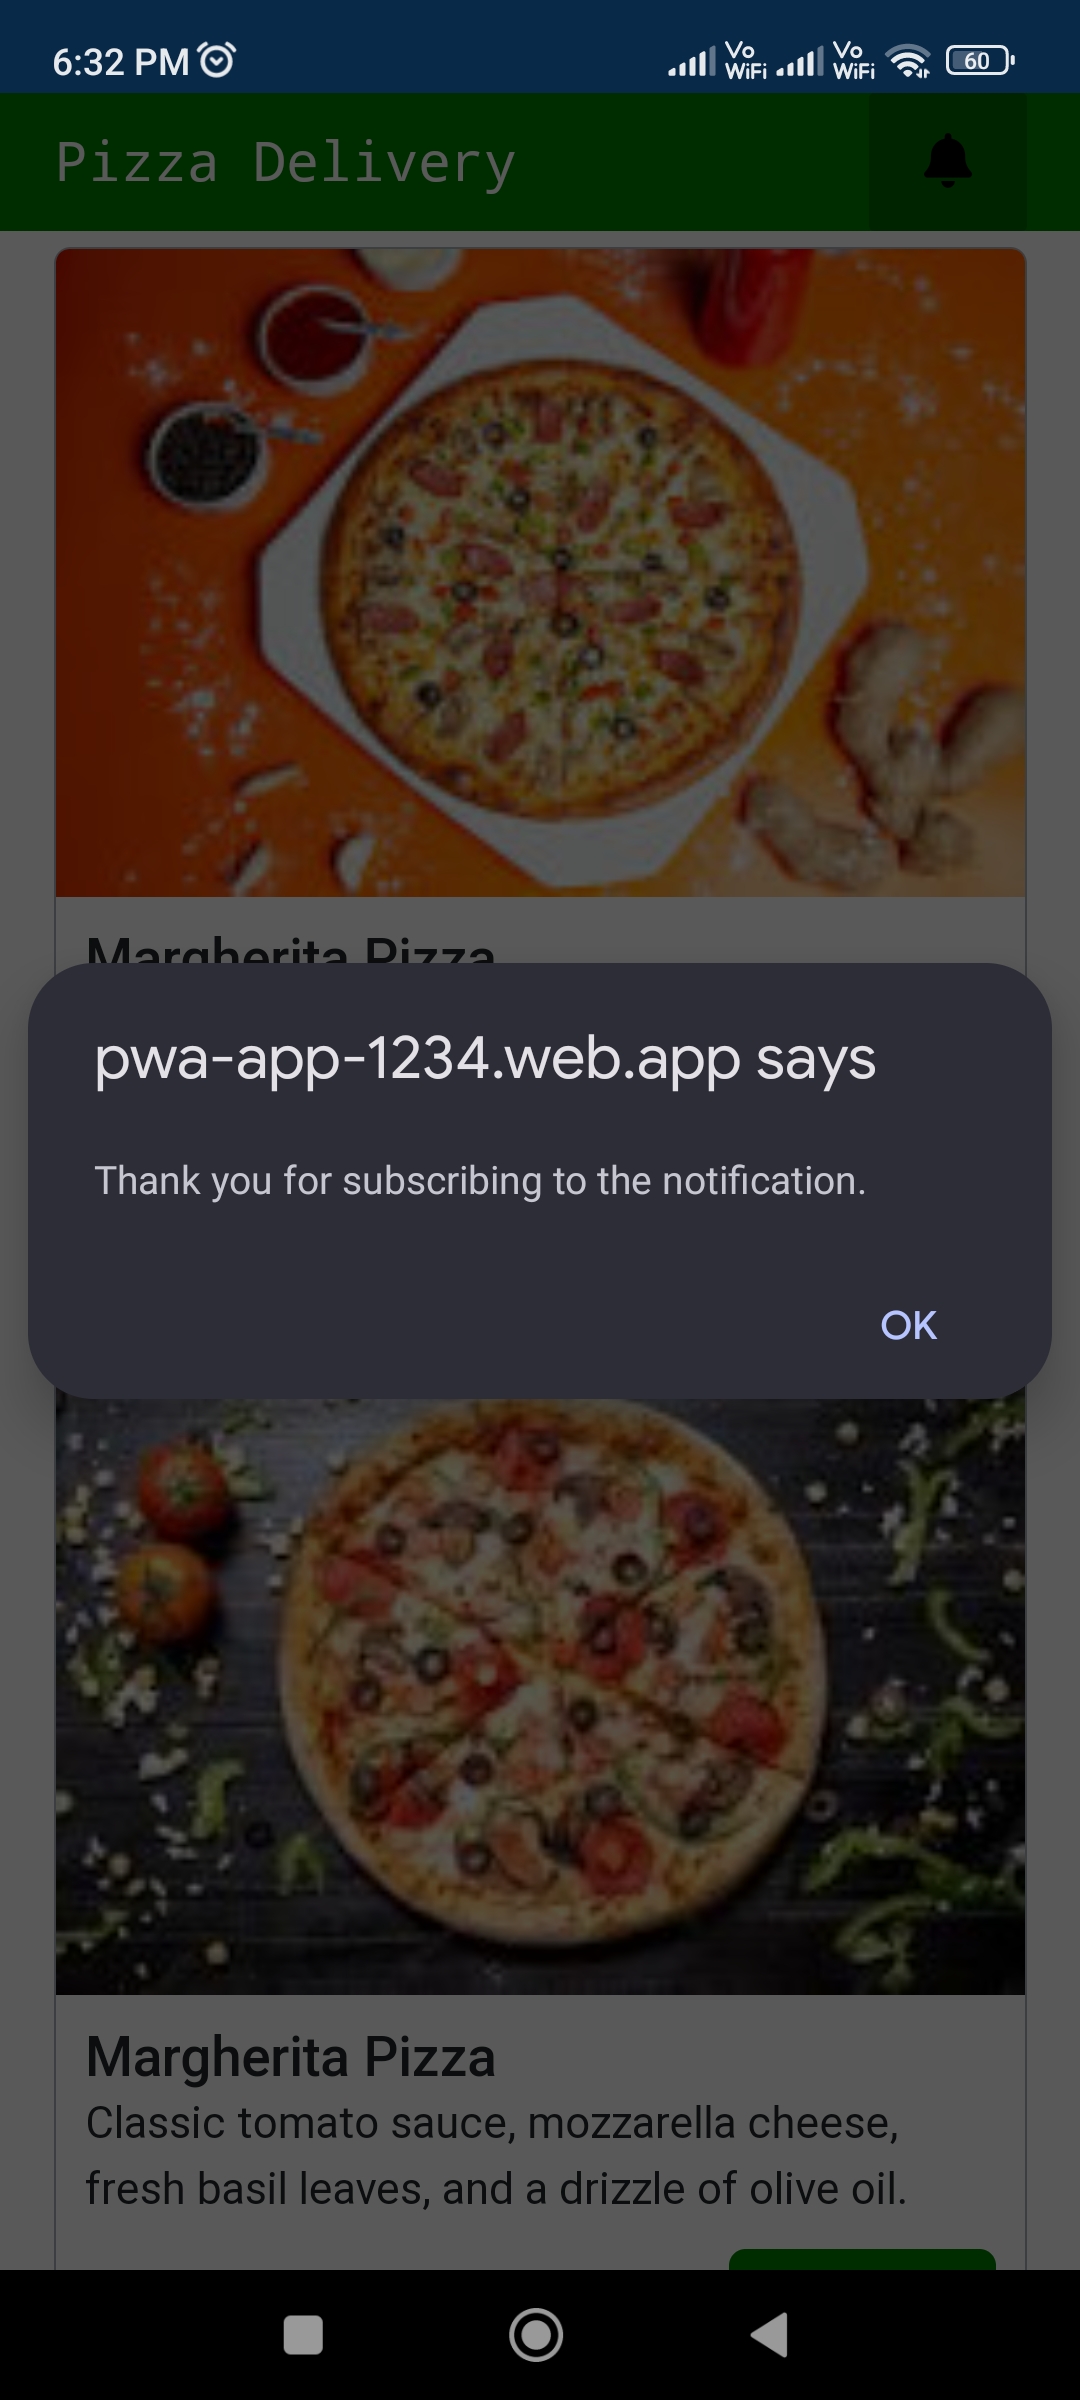 6:32 PM
Vo WiFi
Vo WiFi
60
Pizza Delivery
Margherita Pizza
pwa-app-1234.web.app says
Thank you for subscribing to the notification.
OK
Margherita Pizza
Classic tomato sauce, mozzarella cheese,
fresh basil leaves, and a drizzle of olive oil.